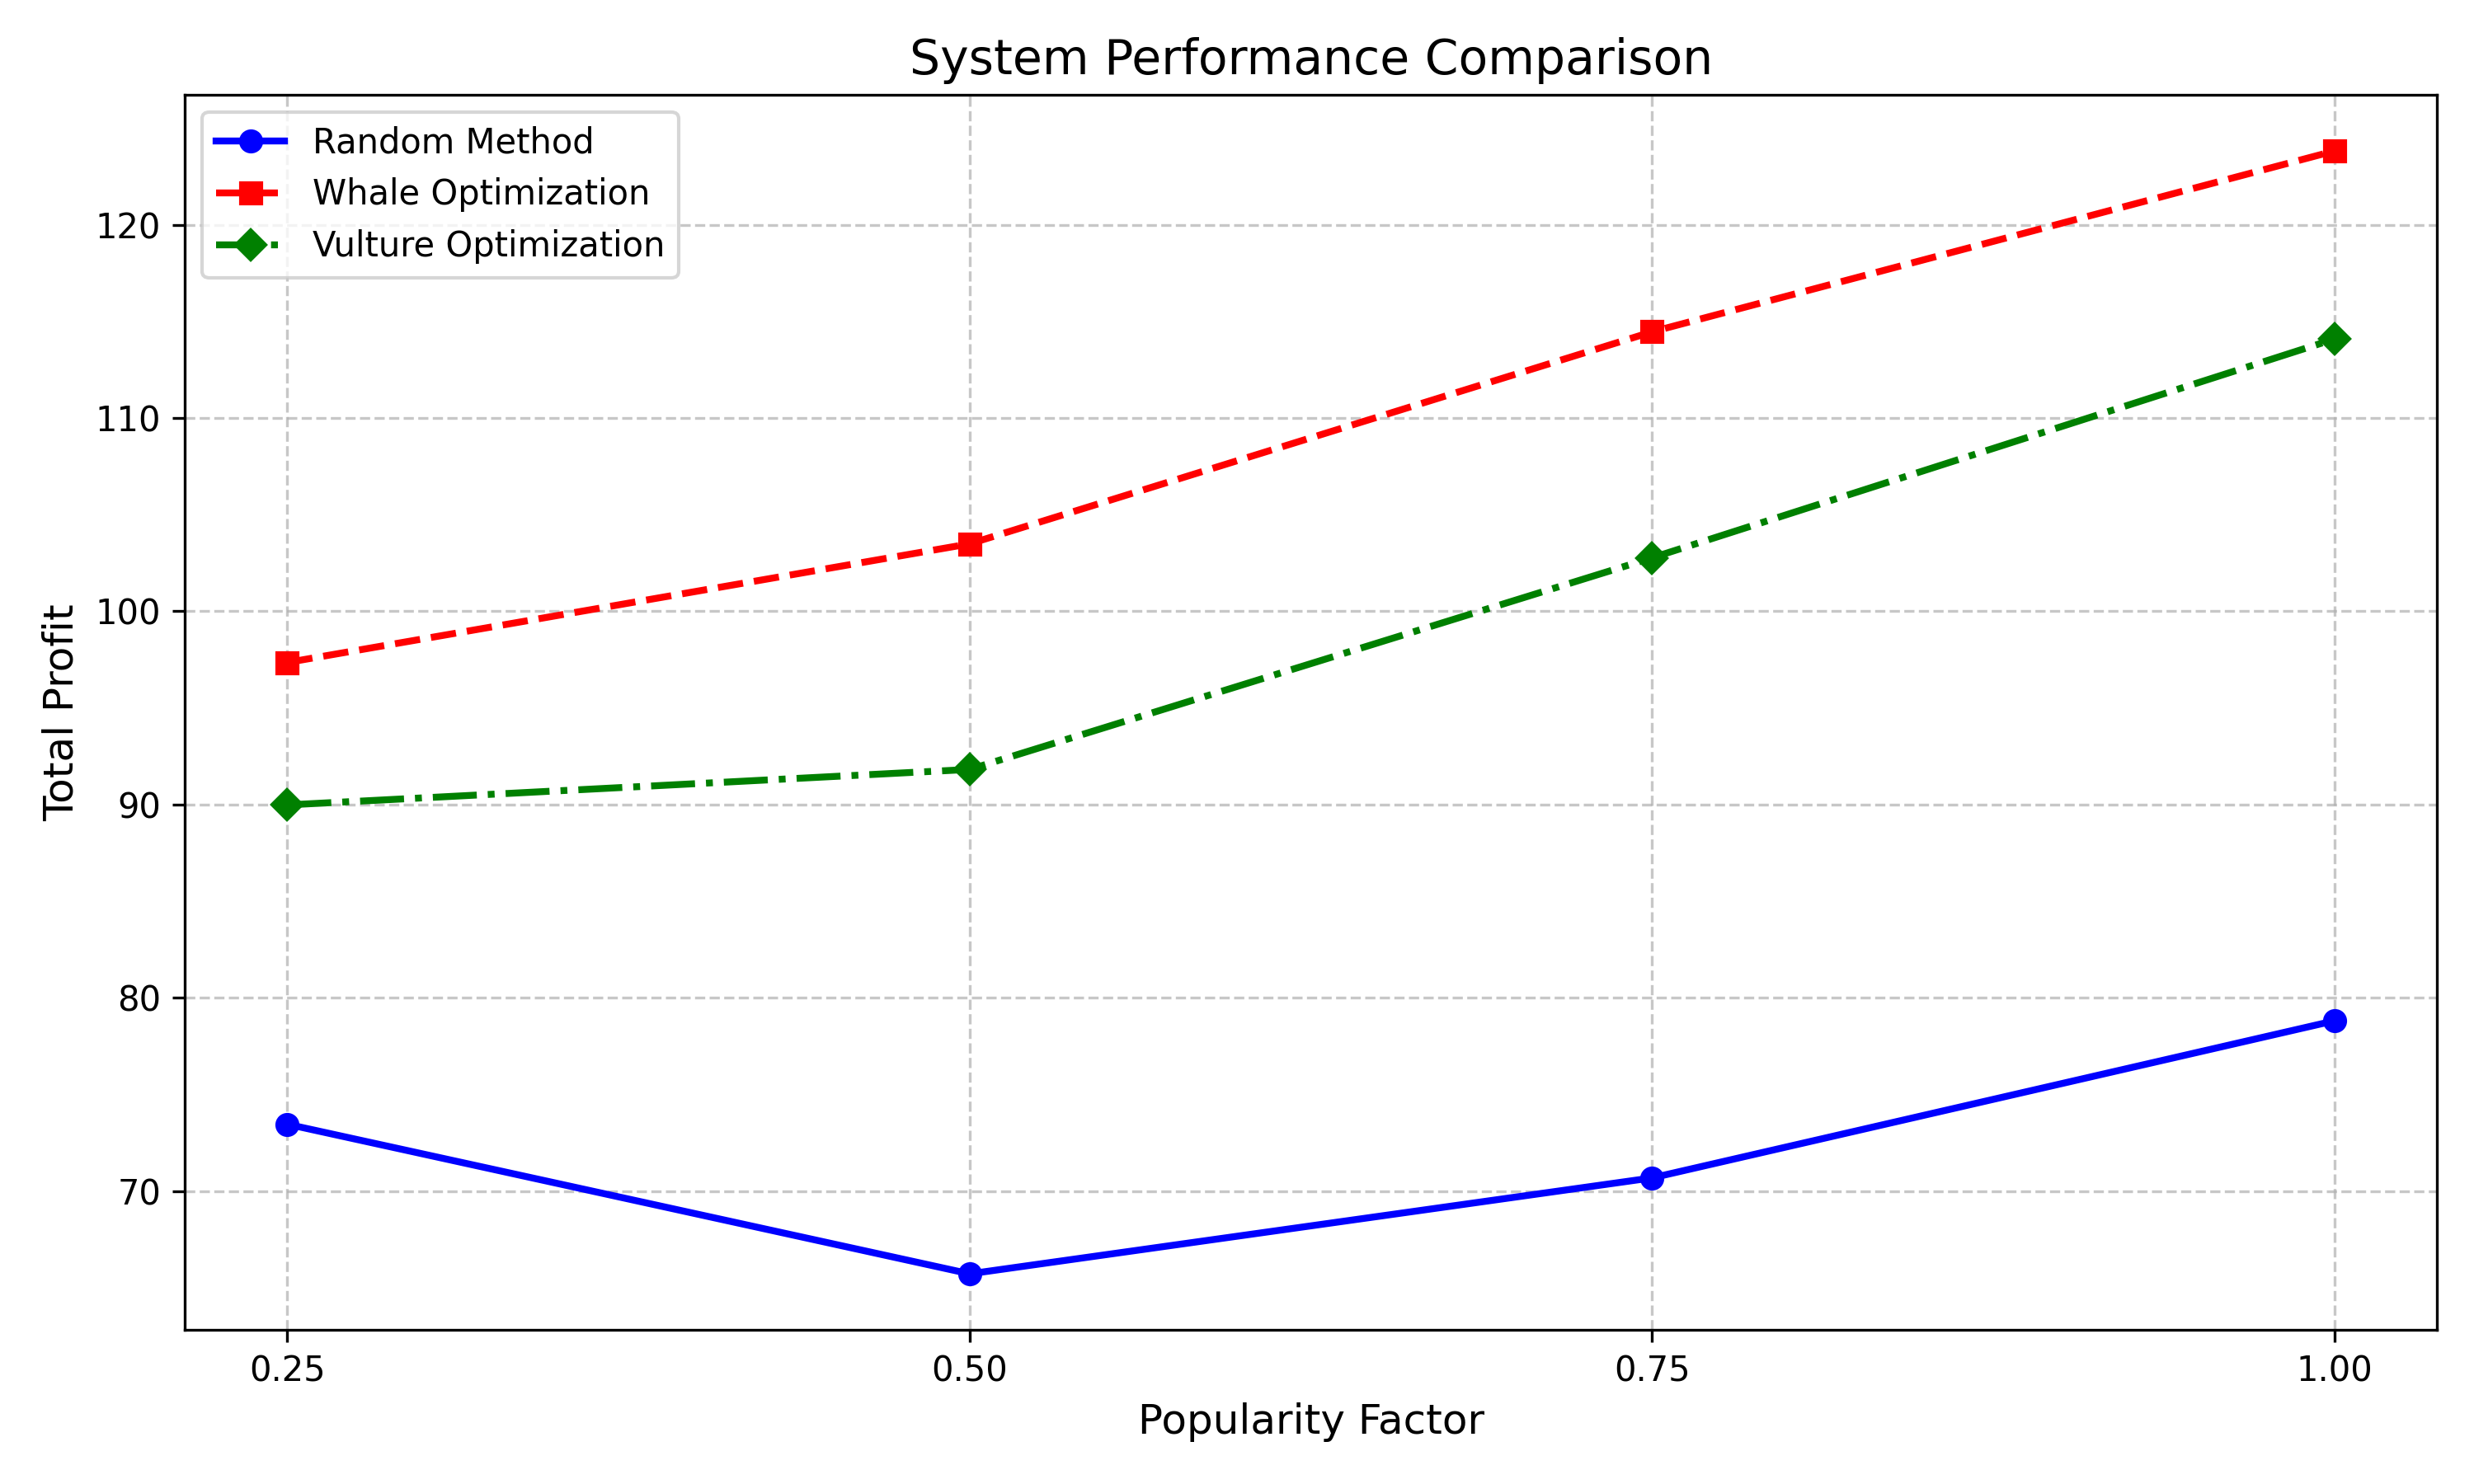 System Performance Comparison
Random Method
Whale Optimization
Vulture Optimization
Total Profit
120
110
100
90
80
70
0.25 0.50 0.75 1.00
Popularity Factor